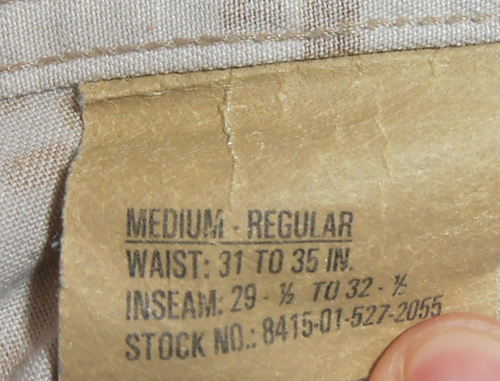 MEDIUM - REGULAR
WAIST: 31 TO 35 IN.
INSEAM: 29 - ½ TO 32 - ½
STOCK NO.: 8415-01-527-2055